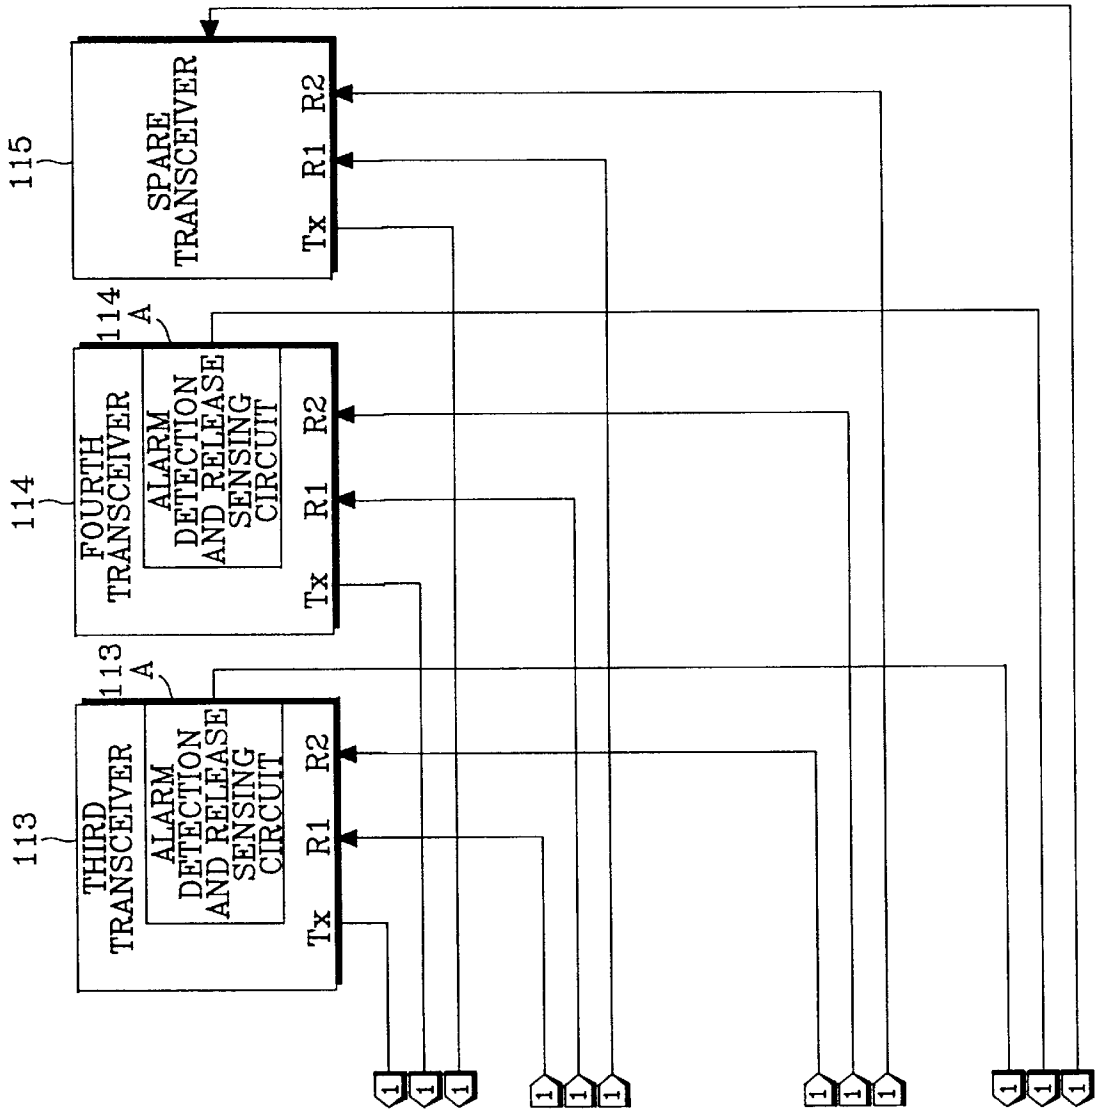 113
THIRD
TRANSCEIVER
113
A
ALARM
DETECTION
AND RELEASE
SENSING
CIRCUIT
Tx
R1
R2
114
FOURTH
TRANSCEIVER
114
A
ALARM
DETECTION
AND RELEASE
SENSING
CIRCUIT
Tx
R1
R2
115
SPARE
TRANSCEIVER
Tx
R1
R2
1
1
1
1
1
1
1
1
1
1
1
1